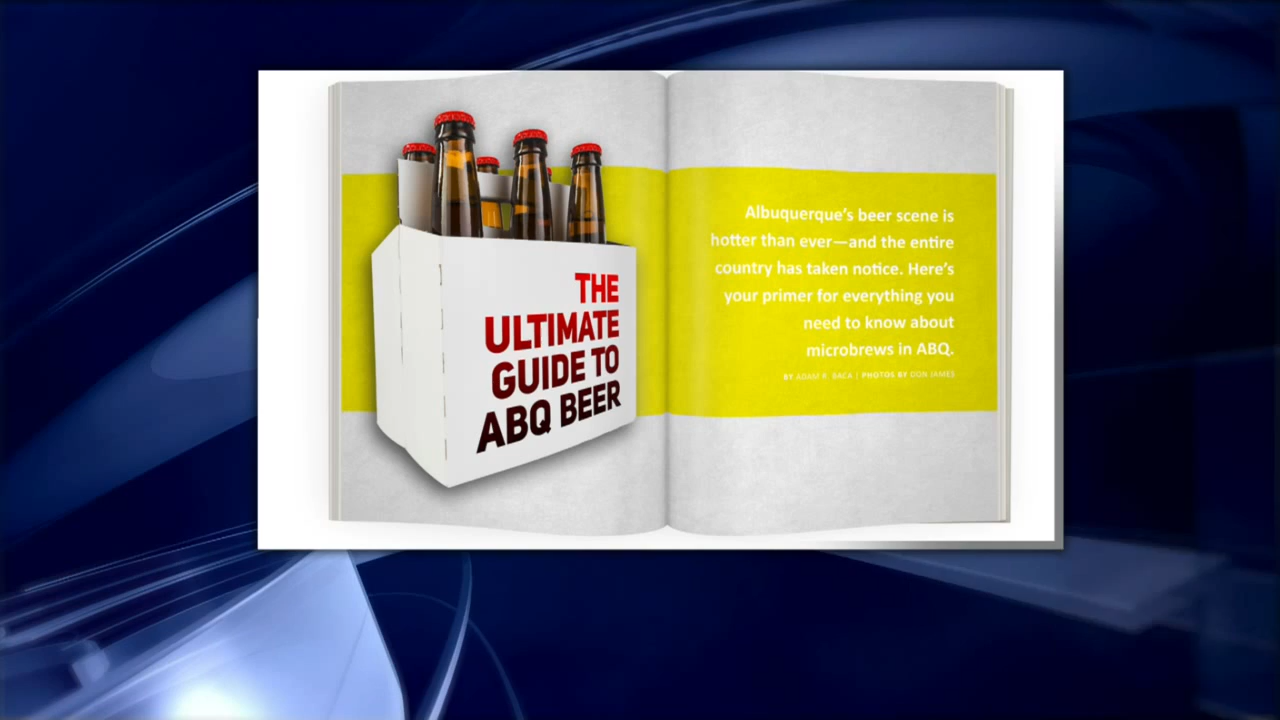 THE
ULTIMATE
GUIDE TO
ABQ BEER
Albuquerque's beer scene is
hotter than ever—and the entire
country has taken notice. Here's
your primer for everything you
need to know about
microbrews in ABQ.
BY ADAM R. BACA | PHOTOS BY DON JAMES